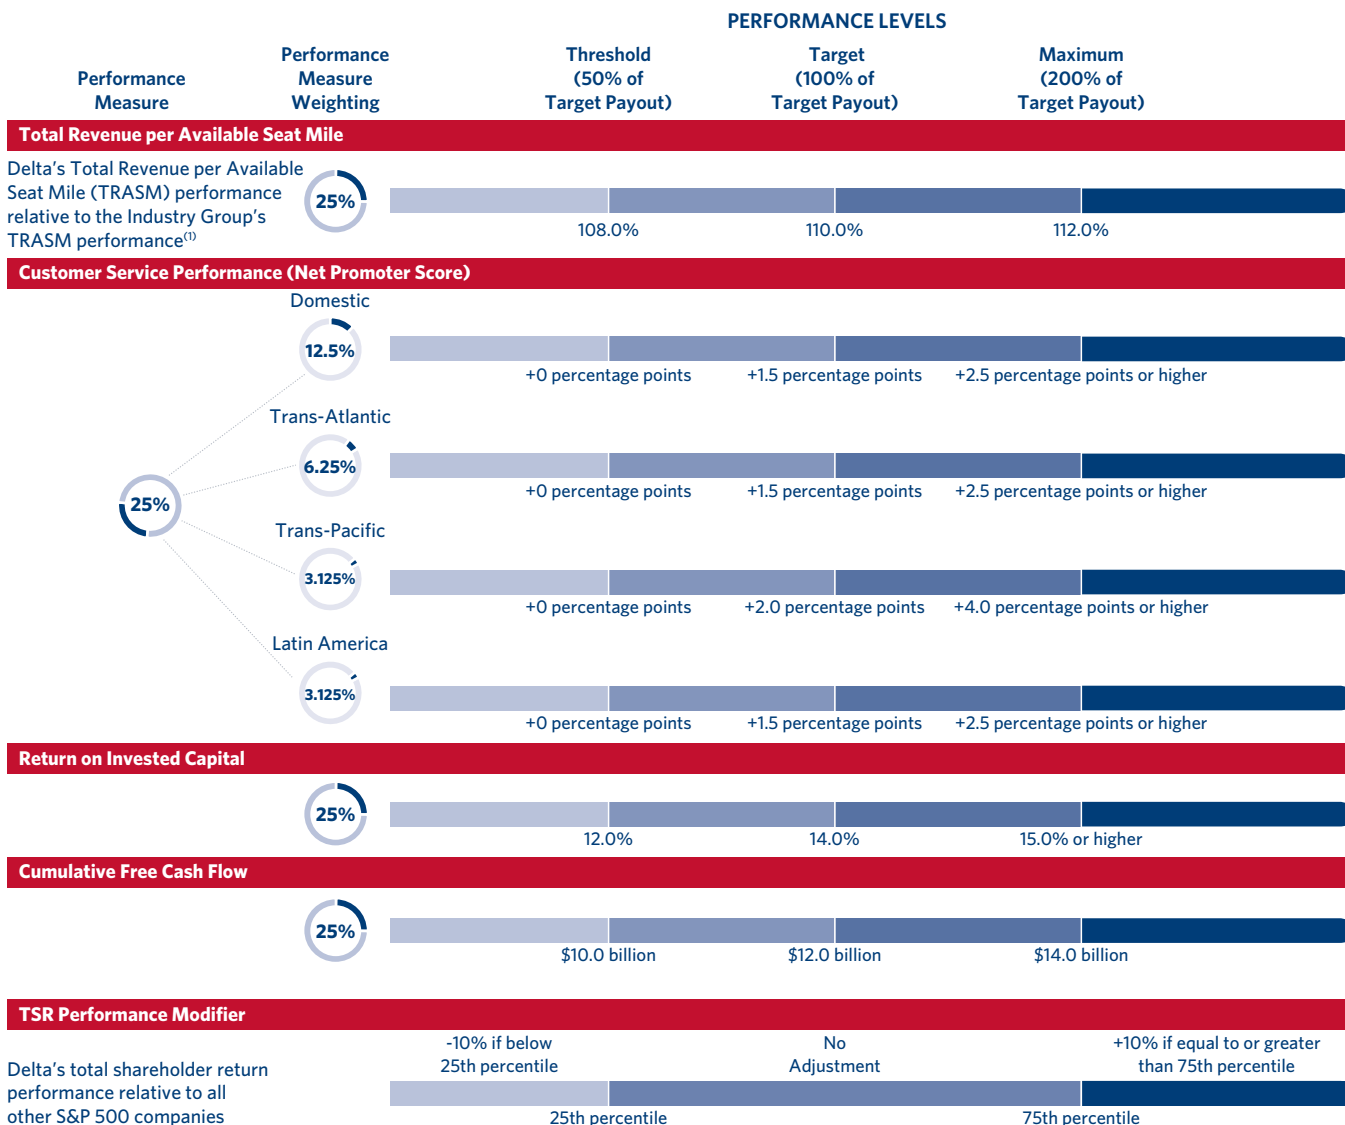 PERFORMANCE LEVELS
Performance
Measure
Performance
Measure
Weighting
Threshold
(50% of
Target Payout)
Target
(100% of
Target Payout)
Maximum
(200% of
Target Payout)
Total Revenue per Available Seat Mile
Delta’s Total Revenue per Available
Seat Mile (TRASM) performance
relative to the Industry Group’s
TRASM performance(1)
25%
108.0%
110.0%
112.0%
Customer Service Performance (Net Promoter Score)
25%
Domestic
12.5%
+0 percentage points
+1.5 percentage points
+2.5 percentage points or higher
Trans-Atlantic
6.25%
+0 percentage points
+1.5 percentage points
+2.5 percentage points or higher
Trans-Pacific
3.125%
+0 percentage points
+2.0 percentage points
+4.0 percentage points or higher
Latin America
3.125%
+0 percentage points
+1.5 percentage points
+2.5 percentage points or higher
Return on Invested Capital
25%
12.0%
14.0%
15.0% or higher
Cumulative Free Cash Flow
25%
$10.0 billion
$12.0 billion
$14.0 billion
TSR Performance Modifier
Delta’s total shareholder return
performance relative to all
other S&P 500 companies
-10% if below
25th percentile
No
Adjustment
+10% if equal to or greater
than 75th percentile
25th percentile
75th percentile